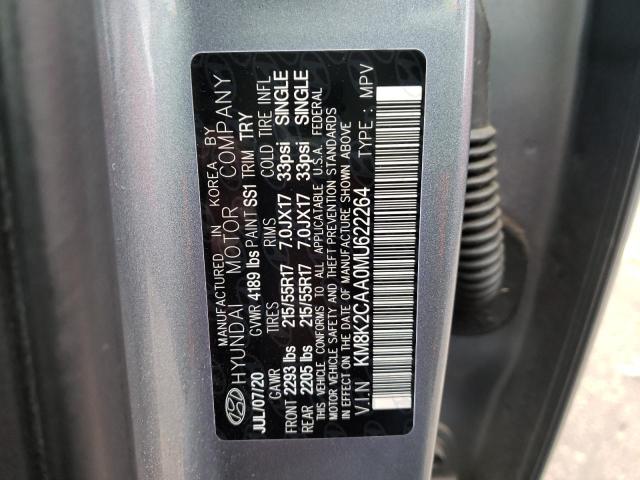 MANUFACTURED IN KOREA BY
HYUNDAI MOTOR COMPANY
JUL/07/20 GVWR 4189 lbs PAINT SS1 TRIM TRY
GAWR TIRES RIMS COLD TIRE INFL
FRONT 2293 lbs 215/55R17 7.0JX17 33psi SINGLE
REAR 2205 lbs 215/55R17 7.0JX17 33psi SINGLE
THIS VEHICLE CONFORMS TO ALL APPLICABLE U.S.A. FEDERAL
MOTOR VEHICLE SAFETY AND THEFT PREVENTION STANDARDS
IN EFFECT ON THE DATE OF MANUFACTURE SHOWN ABOVE
V.I.N KM8K2CAA0MU622264 TYPE : MPV